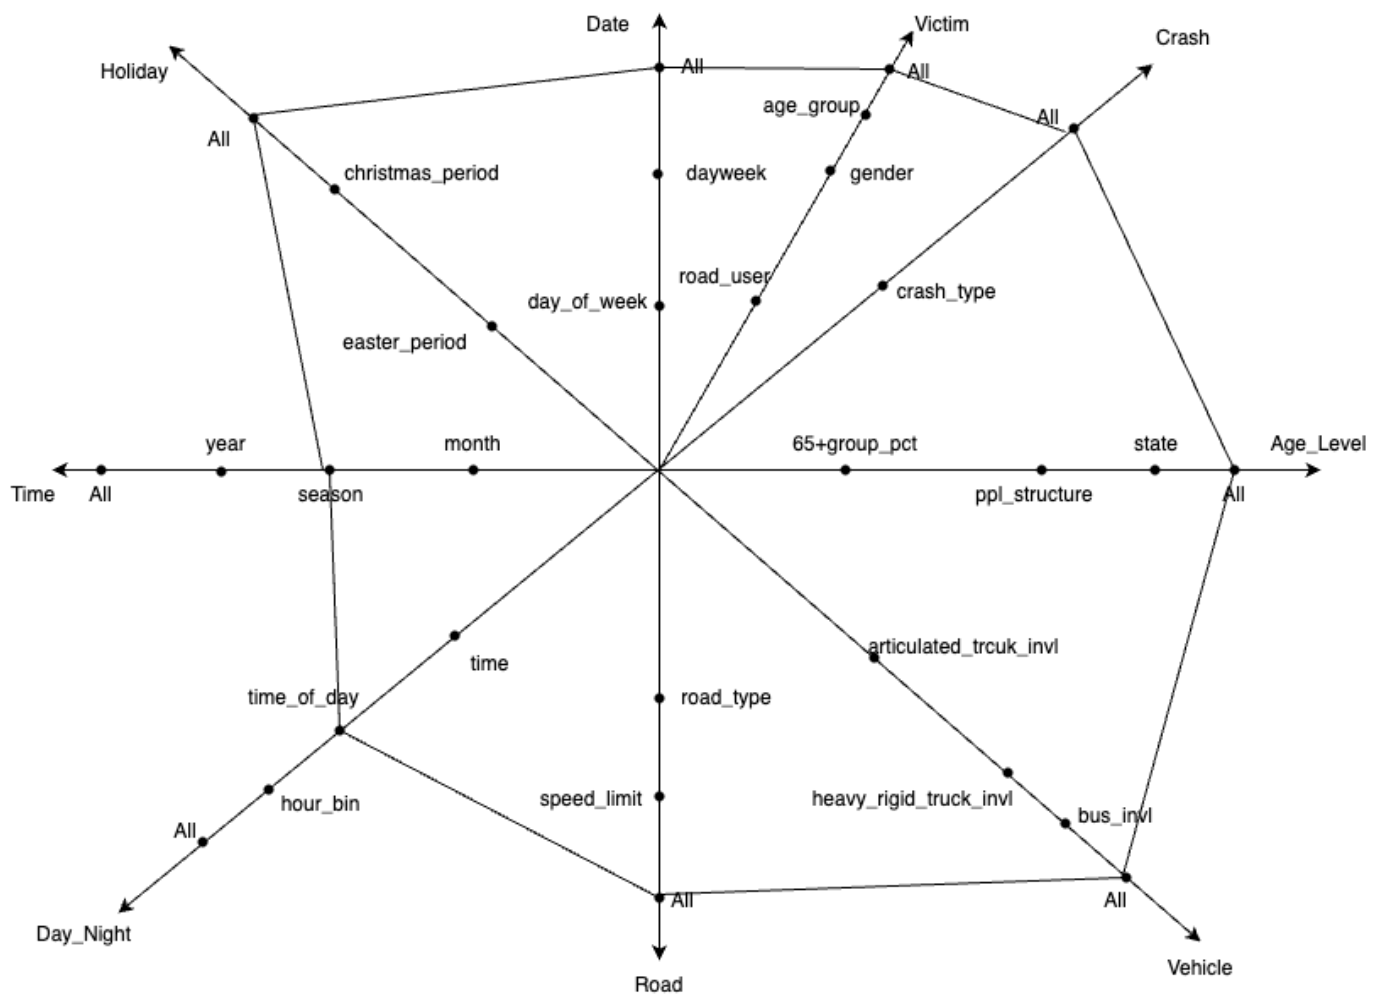 Date
Victim
Crash
Holiday
All
All
age_group
All
All
christmas_period
dayweek
gender
road_user
crash_type
day_of_week
easter_period
year
month
65+group_pct
state
Age_Level
Time
All
season
ppl_structure
All
articulated_trcuk_invl
time
time_of_day
road_type
speed_limit
heavy_rigid_truck_invl
hour_bin
bus_invl
All
All
All
Day_Night
Vehicle
Road